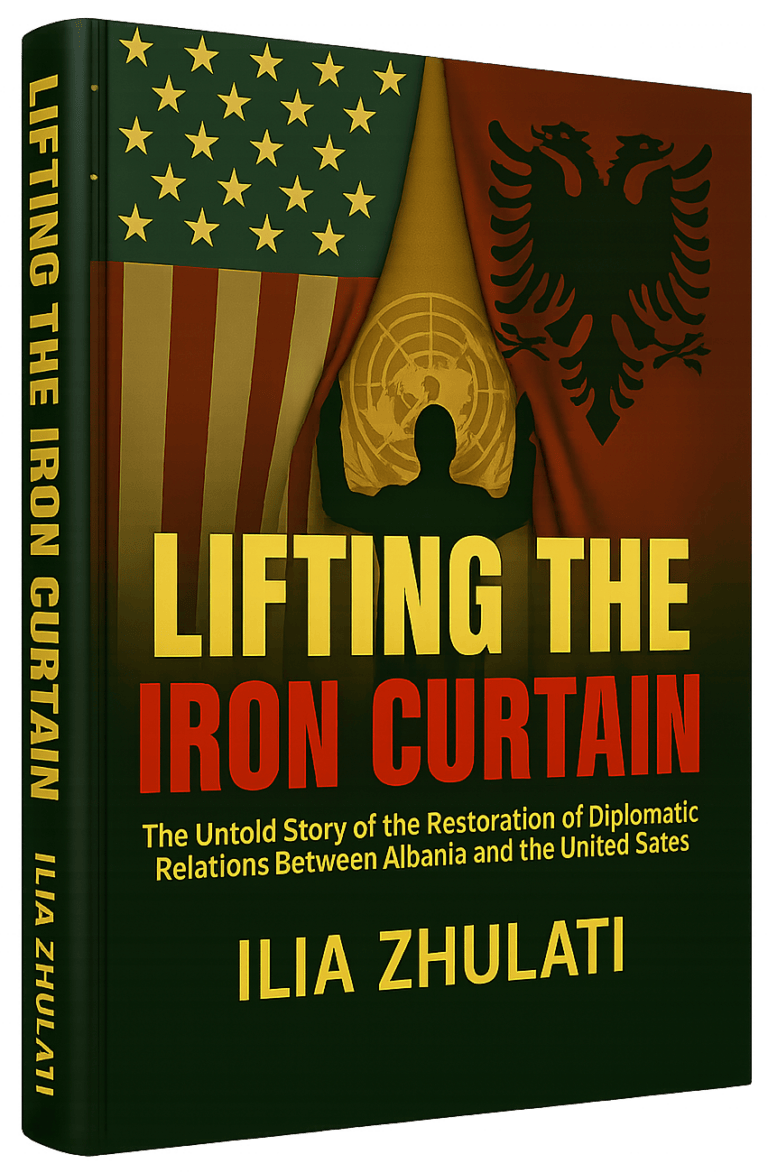 LIFTING THE IRON CURTAIN ILIA ZHULATI
LIFTING THE
IRON CURTAIN
The Untold Story of the Restoration of Diplomatic
Relations Between Albania and the United Sates
ILIA ZHULATI